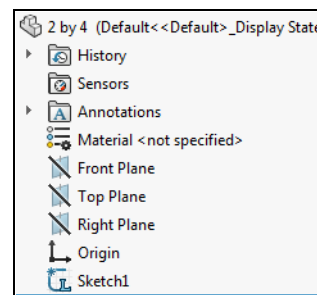 2 by 4 (Default<<Default>_Display State
History
Sensors
Annotations
Material <not specified>
Front Plane
Top Plane
Right Plane
Origin
Sketch1